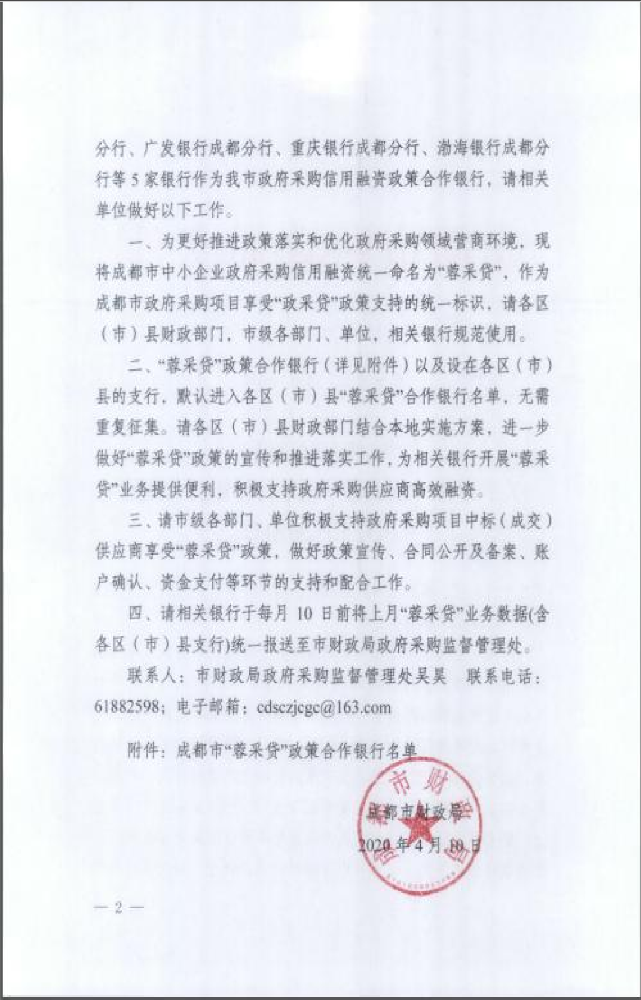 分行、广发银行成都分行、重庆银行成都分行、渤海银行成都分
行等 5 家银行作为我市政府采购信用融资政策合作银行，请相关
单位做好以下工作。
一、为更好推进政策落实和优化政府采购领域营商环境，现
将成都市中小企业政府采购信用融资统一命名为“蓉采贷”，作为
成都市政府采购项目享受“政采贷”政策支持的统一标识，请各区
（市）县财政部门，市级各部门、单位，相关银行规范使用。
二、“蓉采贷”政策合作银行（详见附件）以及设在各区（市）
县的支行，默认进入各区（市）县“蓉采贷”合作银行名单，无需
重复征集。请各区（市）县财政部门结合本地实施方案，进一步
做好“蓉采贷”政策的宣传和推进落实工作，为相关银行开展“蓉采
贷”业务提供便利，积极支持政府采购供应商高效融资。
三、请市级各部门、单位积极支持政府采购项目中标（成交）
供应商享受“蓉采贷”政策，做好政策宣传、合同公开及备案、账
户确认、资金支付等环节的支持和配合工作。
四、请相关银行于每月 10 日前将上月“蓉采贷”业务数据(含
各区（市）县支行)统一报送至市财政局政府采购监督管理处。
联系人：市财政局政府采购监督管理处吴昊 联系电话：
61882598；电子邮箱：cdsczjcgc@163.com
附件：成都市“蓉采贷”政策合作银行名单
成都市财政局
2020 年 4 月 10 日
成都市财政局
— 2 —